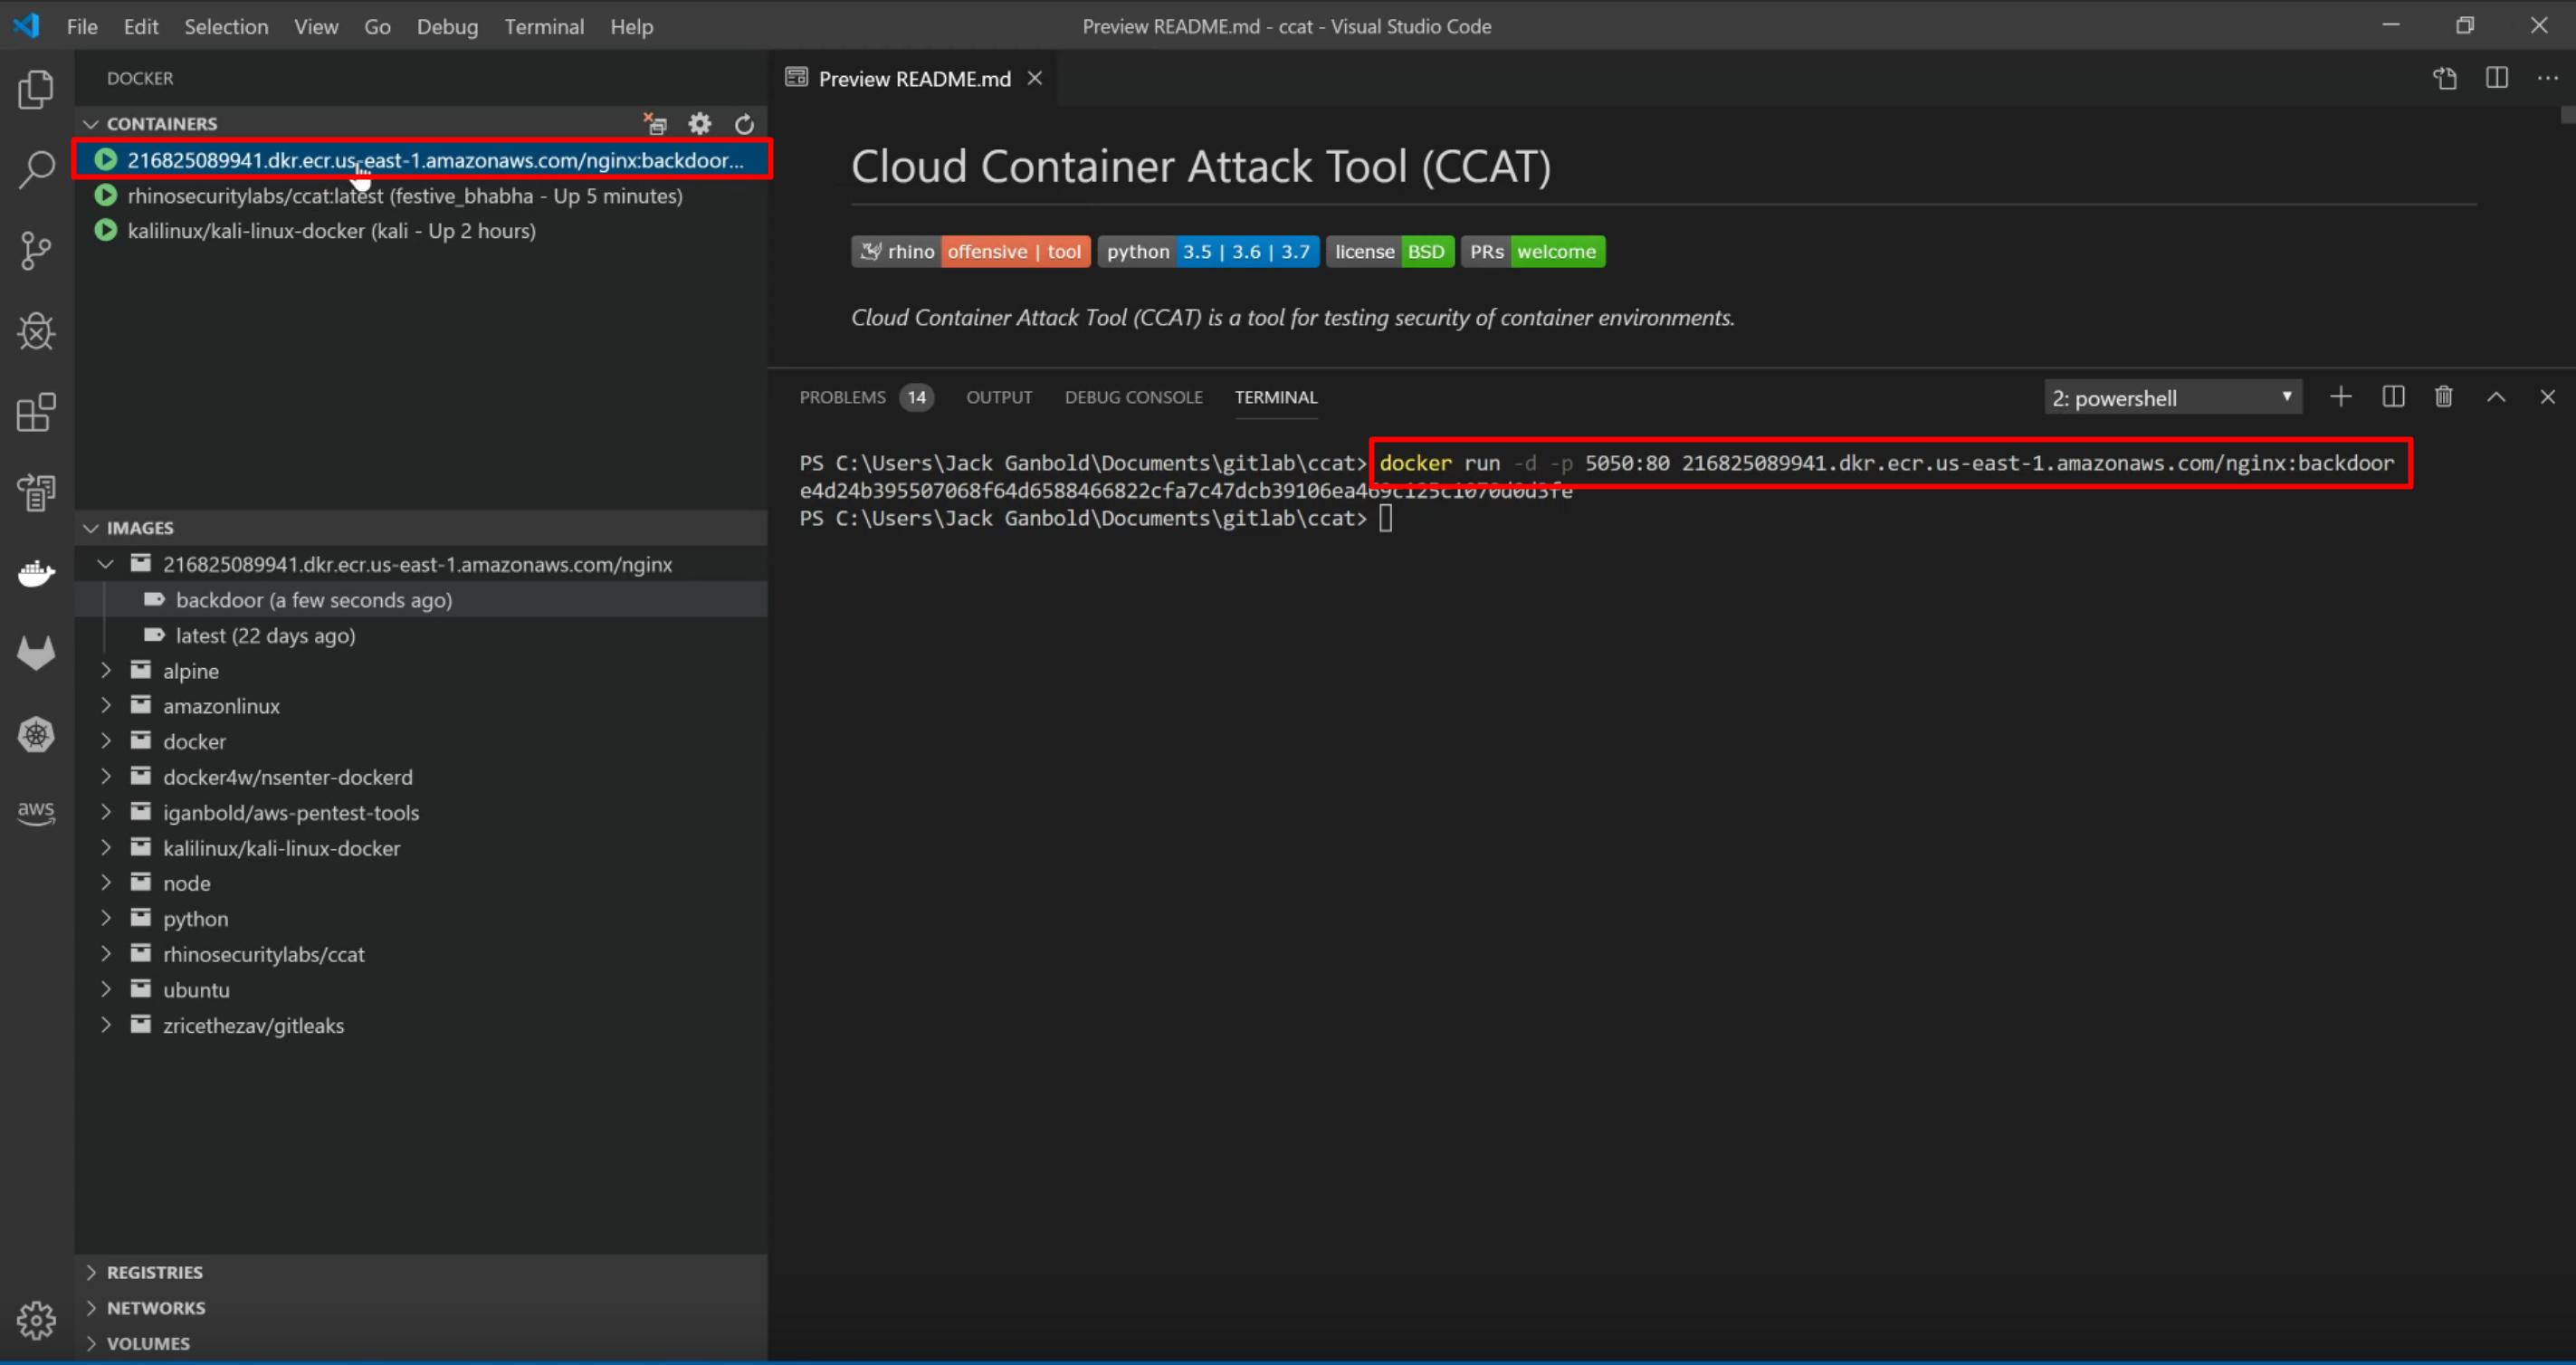 File Edit Selection View Go Debug Terminal Help
Preview README.md - ccat - Visual Studio Code
DOCKER
CONTAINERS
216825089941.dkr.ecr.us-east-1.amazonaws.com/nginx:backdoor...
rhinosecuritylabs/ccat:latest (festive_bhabha - Up 5 minutes)
kalilinux/kali-linux-docker (kali - Up 2 hours)
IMAGES
216825089941.dkr.ecr.us-east-1.amazonaws.com/nginx
backdoor (a few seconds ago)
latest (22 days ago)
alpine
amazonlinux
docker
docker4w/nsenter-dockerd
iganbold/aws-pentest-tools
kalilinux/kali-linux-docker
node
python
rhinosecuritylabs/ccat
ubuntu
zricethezav/gitleaks
REGISTRIES
NETWORKS
VOLUMES
aws
Preview README.md
Cloud Container Attack Tool (CCAT)
rhino offensive | tool python 3.5 | 3.6 | 3.7 license BSD PRs welcome
Cloud Container Attack Tool (CCAT) is a tool for testing security of container environments.
PROBLEMS 14 OUTPUT DEBUG CONSOLE TERMINAL
2: powershell
PS C:\Users\Jack Ganbold\Documents\gitlab\ccat> docker run -d -p 5050:80 216825089941.dkr.ecr.us-east-1.amazonaws.com/nginx:backdoor
e4d24b395507068f64d6588466822cfa7c47dcb39106ea469c125c1070d0d3fe
PS C:\Users\Jack Ganbold\Documents\gitlab\ccat>